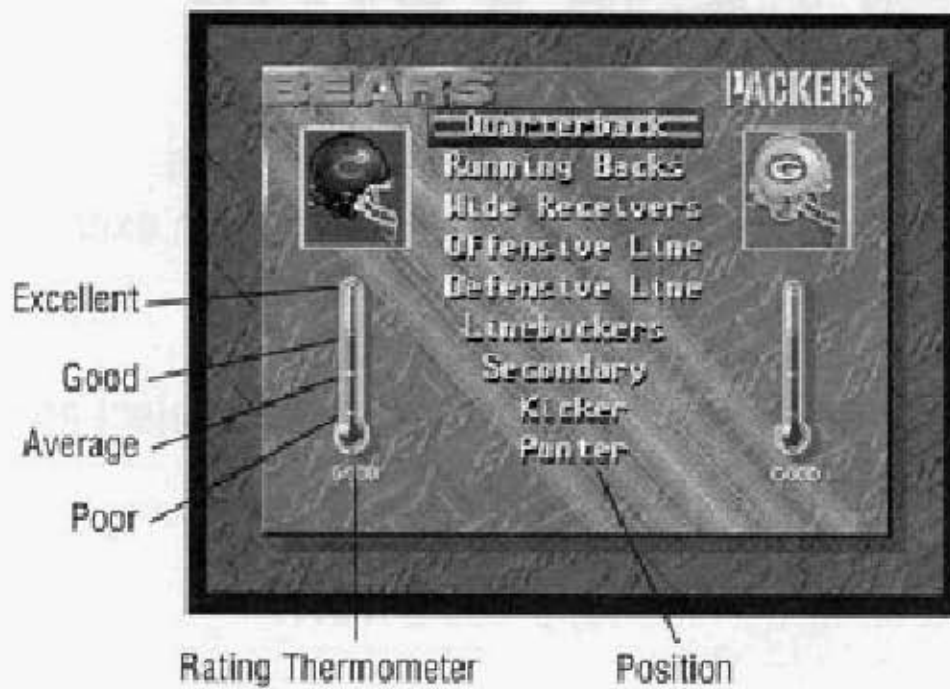 BEARS
PACKERS
Quarterback
Running Backs
Wide Receivers
Offensive Line
Defensive Line
Linebackers
Secondary
Kicker
Punter
GOOD
GOOD
Excellent
Good
Average
Poor
Rating Thermometer
Position